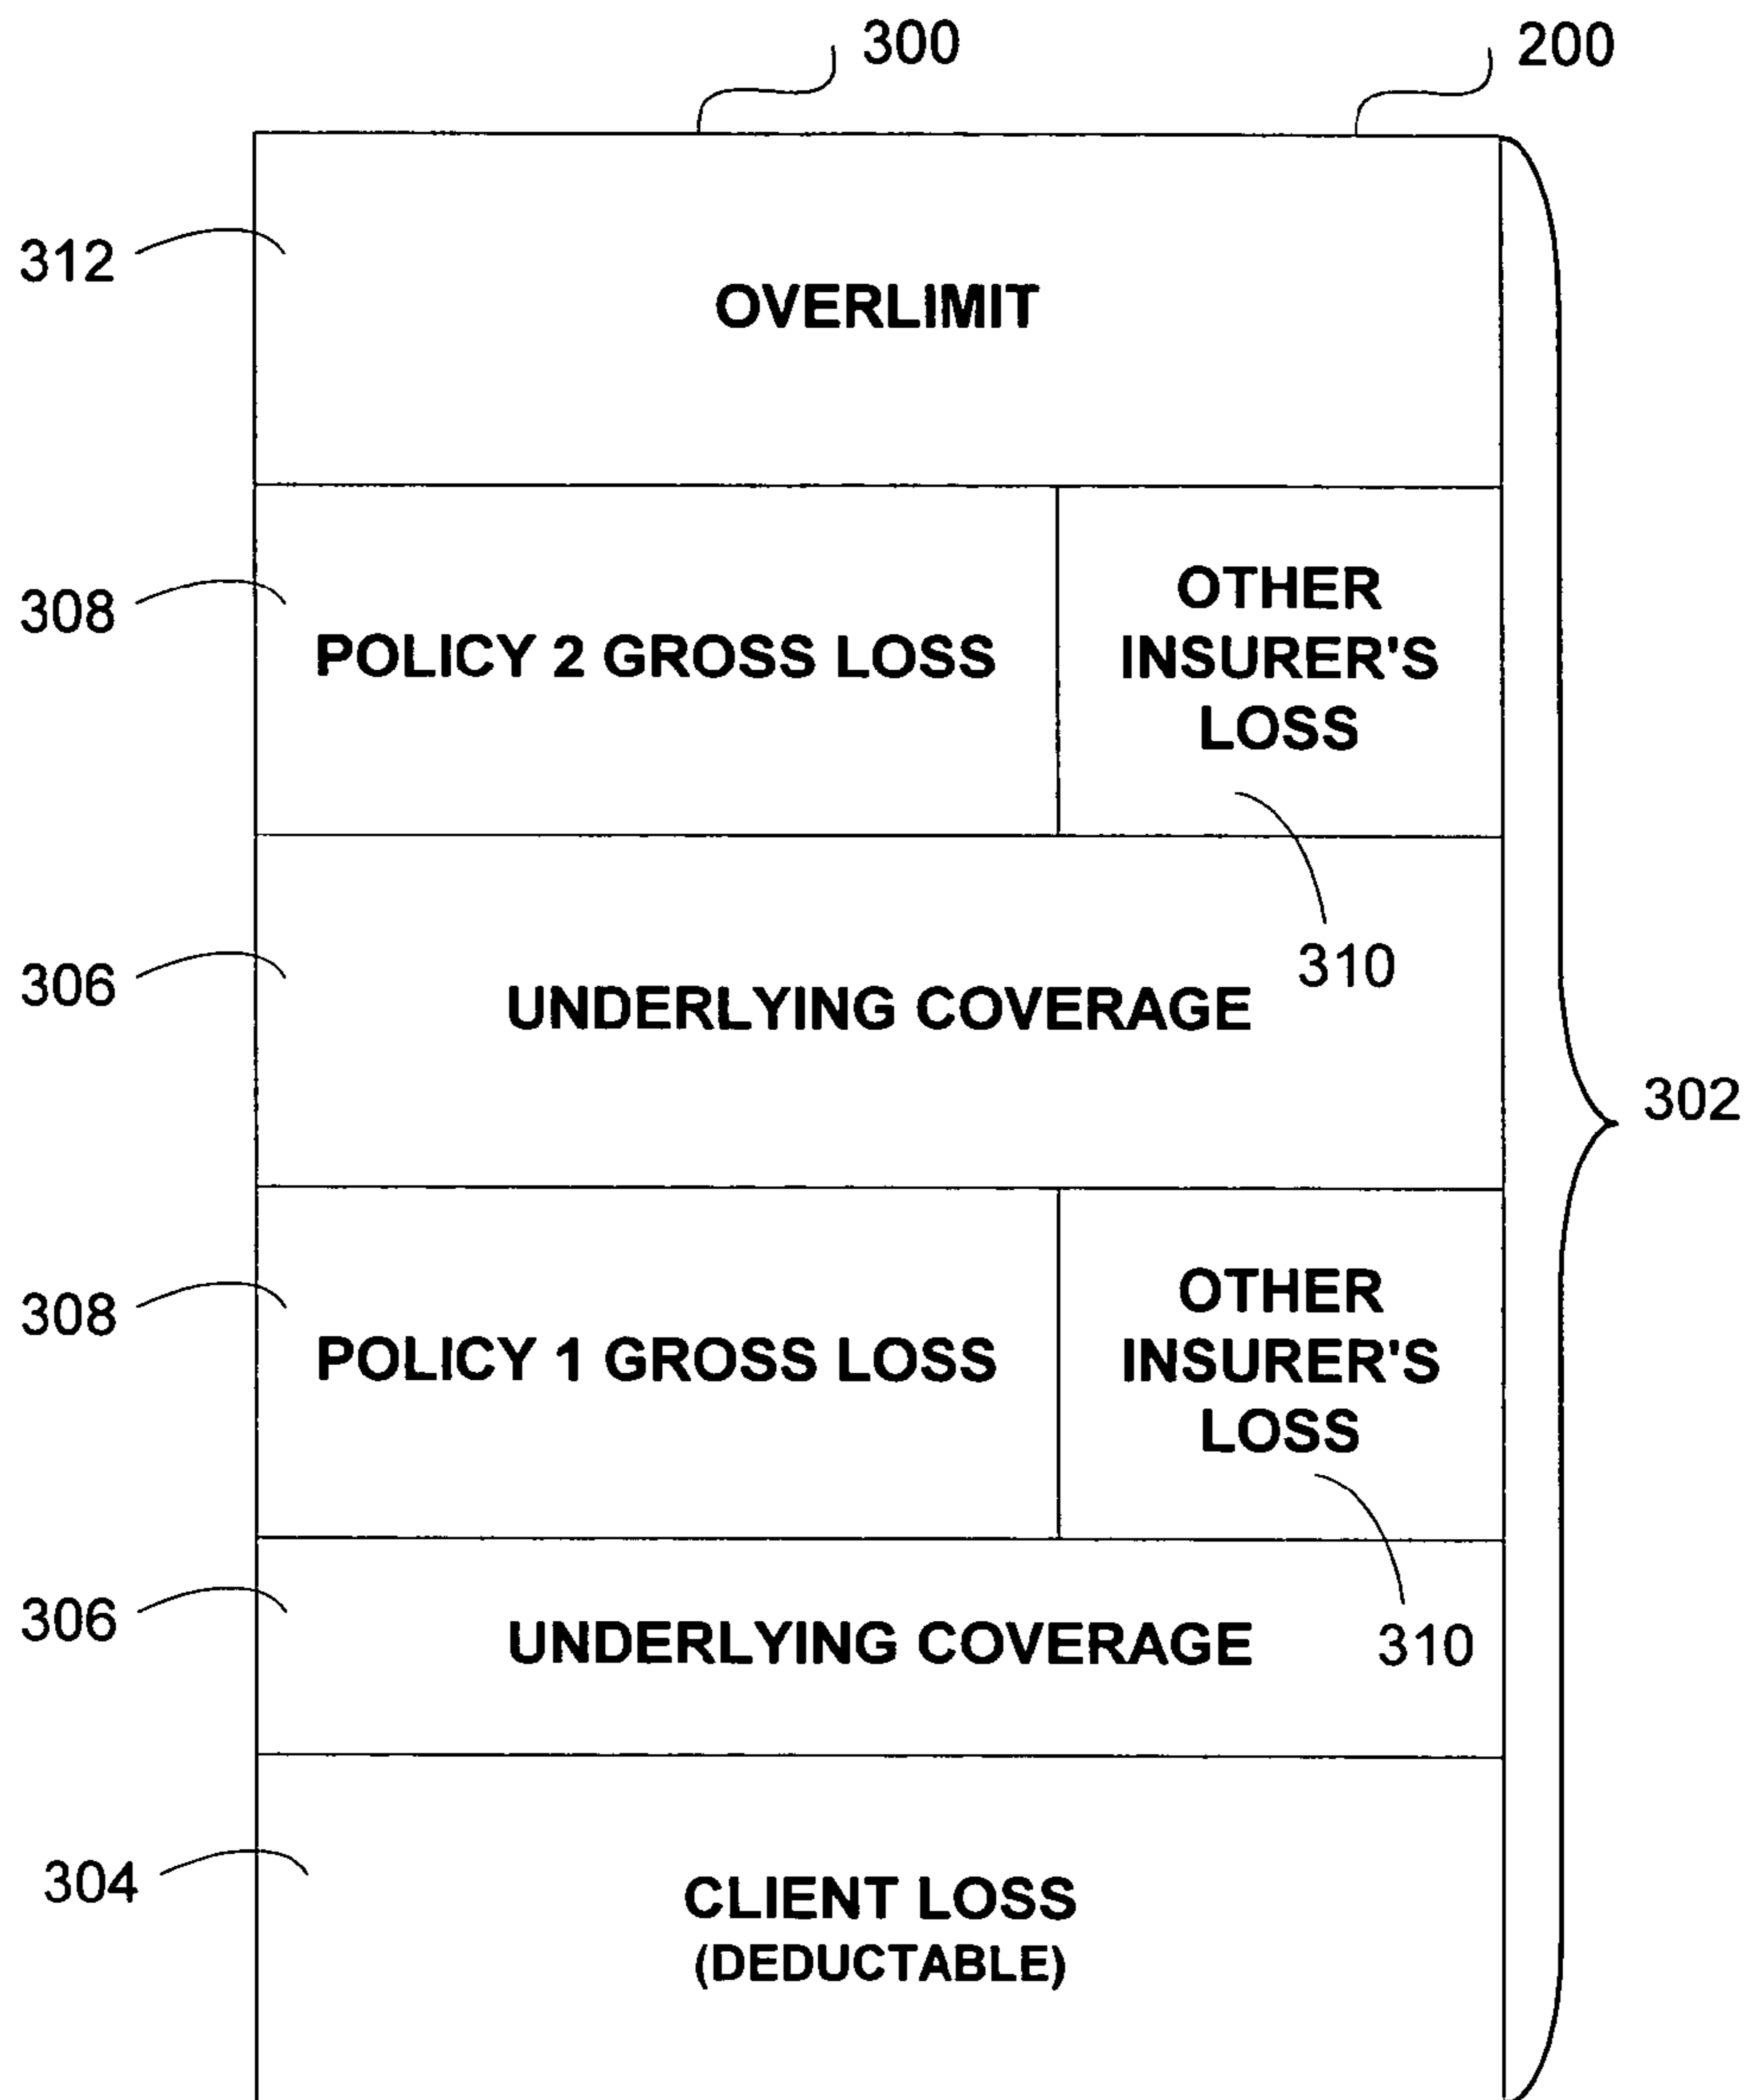 300
200
312
OVERLIMIT
308
POLICY 2 GROSS LOSS
OTHER
INSURER'S
LOSS
310
306
UNDERLYING COVERAGE
302
308
POLICY 1 GROSS LOSS
OTHER
INSURER'S
LOSS
310
306
UNDERLYING COVERAGE
304
CLIENT LOSS
(DEDUCTABLE)